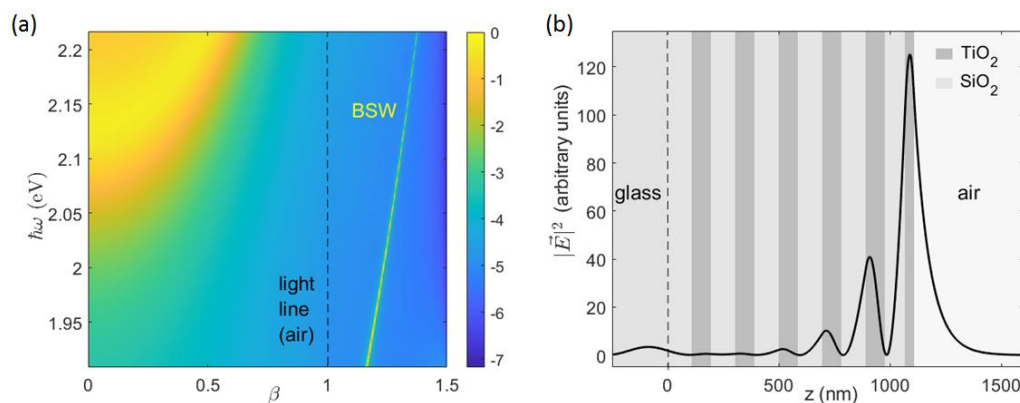 (a)
2.2
2.15
2.1
2.05
2
1.95
ℏω (eV)
BSW
light
line
(air)
0
0.5
1
1.5
β
0
-1
-2
-3
-4
-5
-6
-7
(b)
120
100
80
60
40
20
0
|E⃗|² (arbitrary units)
TiO₂
SiO₂
glass
air
0
500
1000
1500
z (nm)